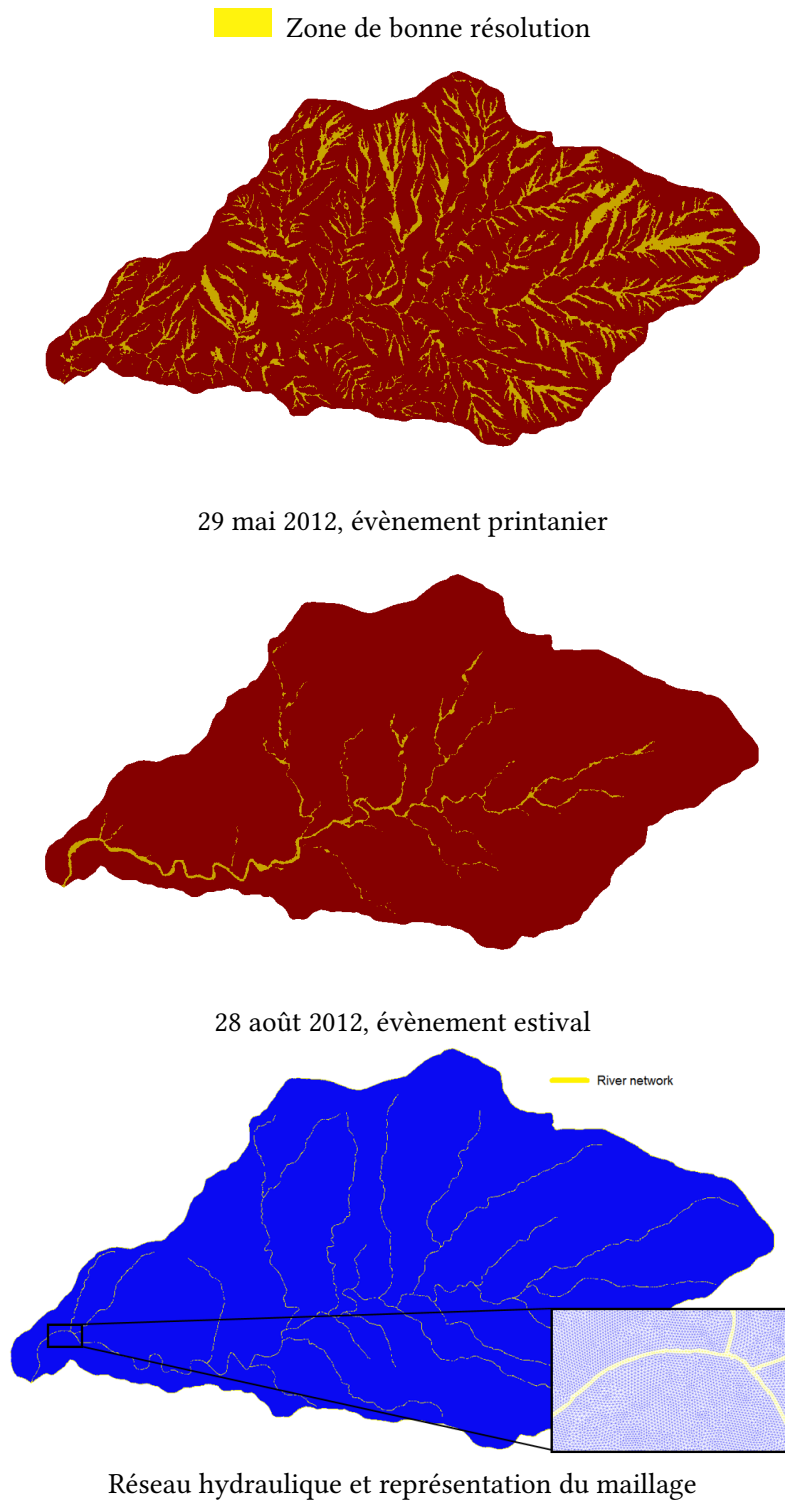 Zone de bonne résolution
29 mai 2012, évènement printanier
28 août 2012, évènement estival
River network
Réseau hydraulique et représentation du maillage